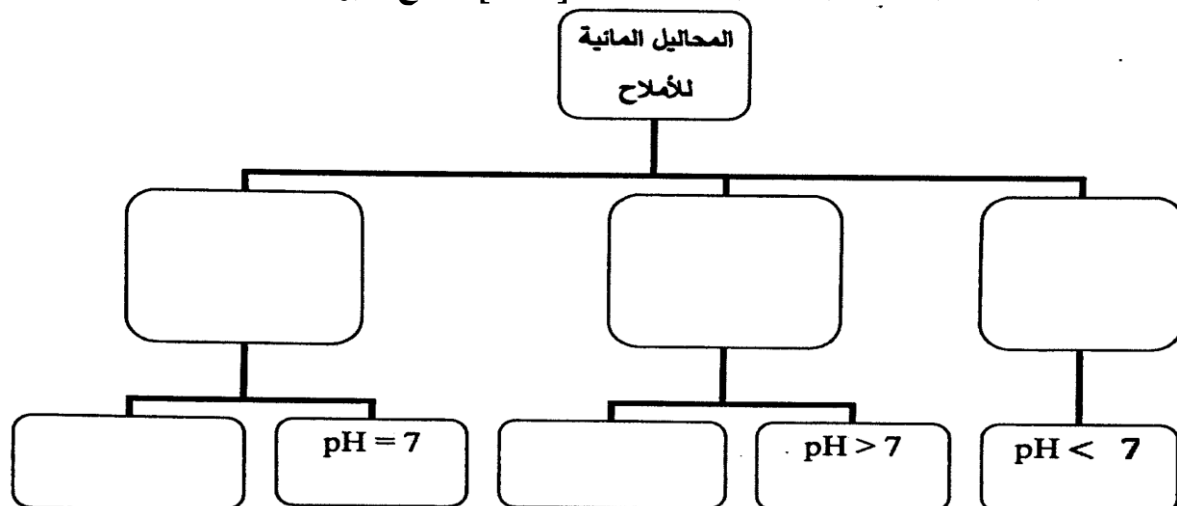 المحاليل المائية
للأملاح
pH < 7
pH > 7
pH = 7